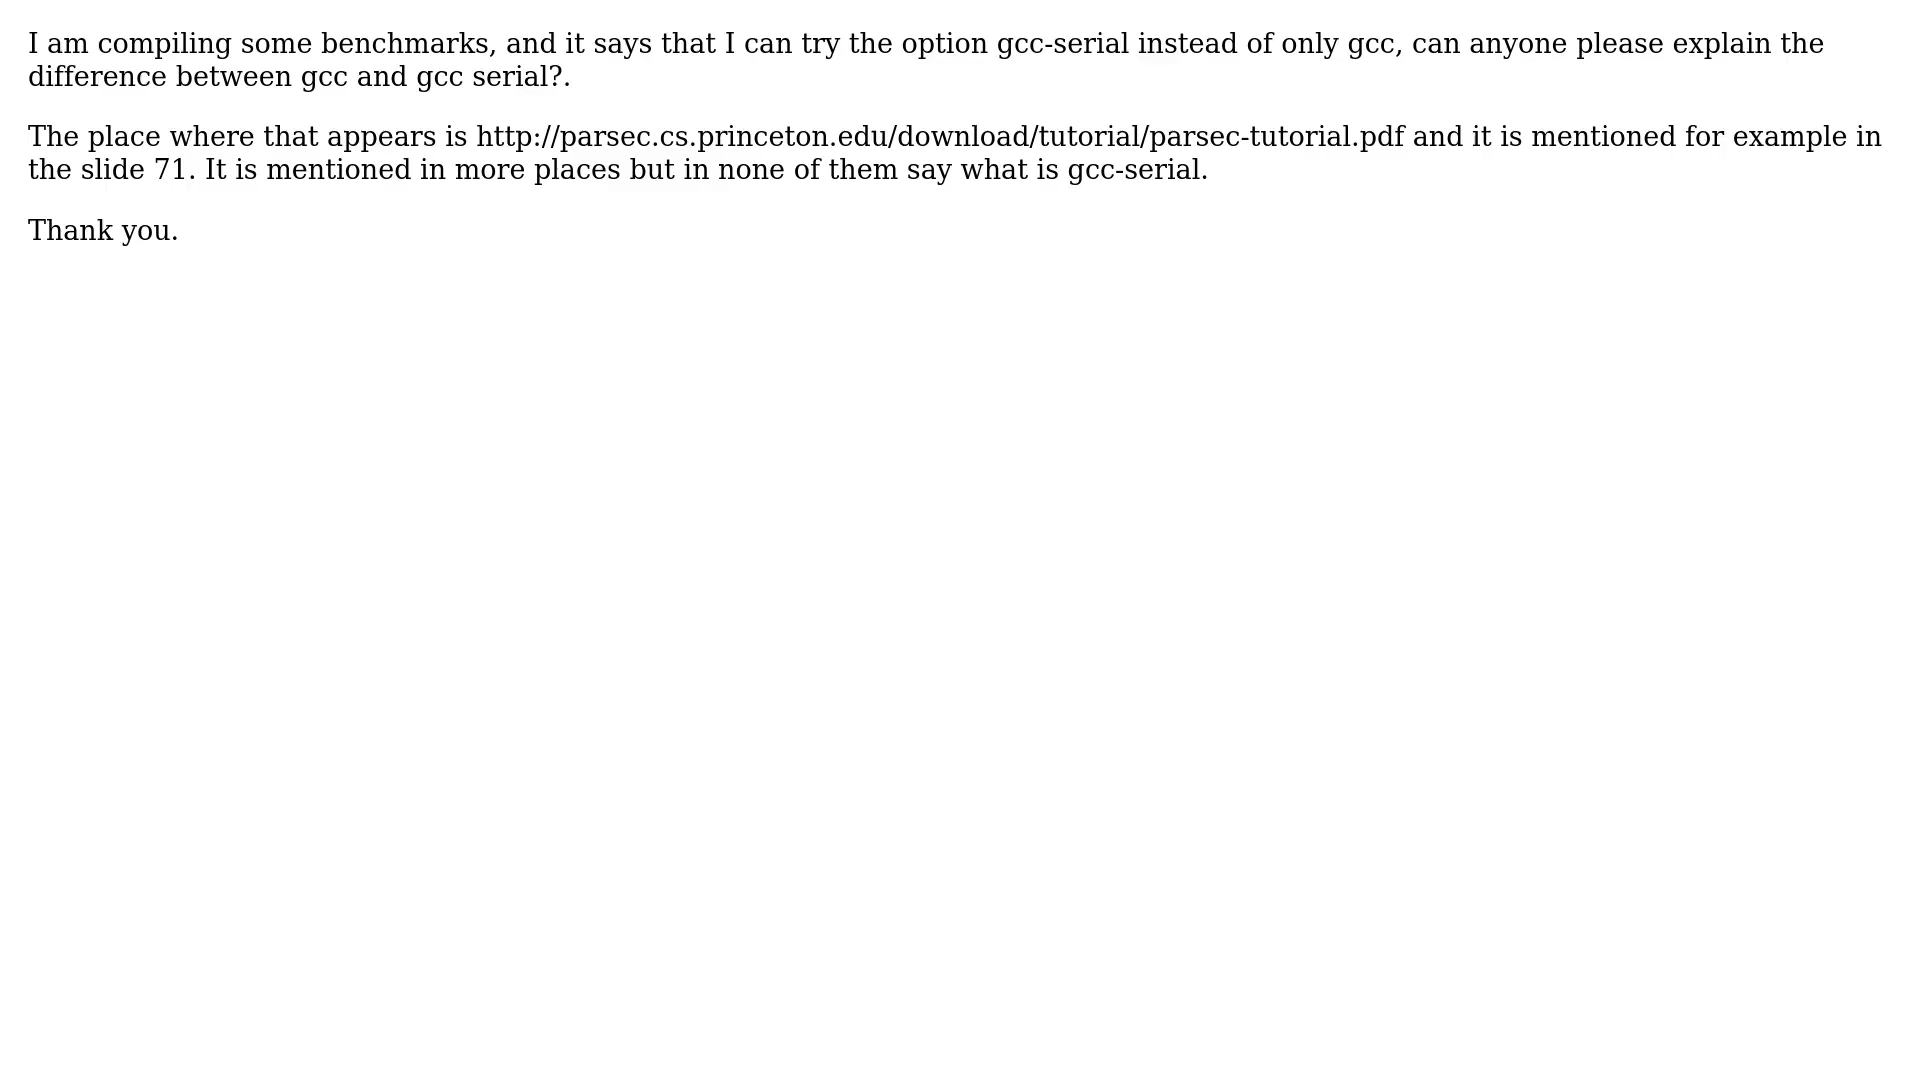 I am compiling some benchmarks, and it says that I can try the option gcc-serial instead of only gcc, can anyone please explain the
difference between gcc and gcc serial?.
The place where that appears is http://parsec.cs.princeton.edu/download/tutorial/parsec-tutorial.pdf and it is mentioned for example in
the slide 71. It is mentioned in more places but in none of them say what is gcc-serial.
Thank you.